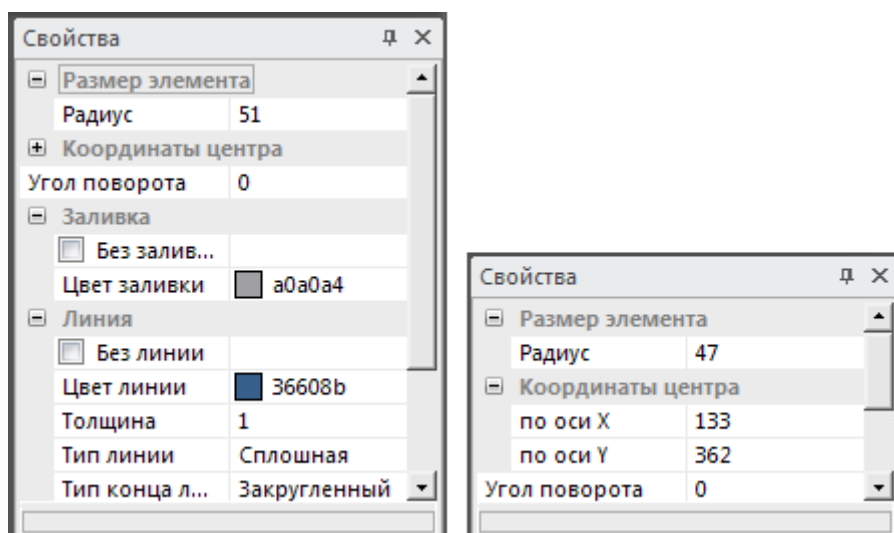 Свойства
Размер элемента
Радиус 51
Координаты центра
Угол поворота 0
Заливка
Без залив...
Цвет заливки a0a0a4
Линия
Без линии
Цвет линии 36608b
Толщина 1
Тип линии Сплошная
Тип конца л... Закругленный
Свойства
Размер элемента
Радиус 47
Координаты центра
по оси X 133
по оси Y 362
Угол поворота 0